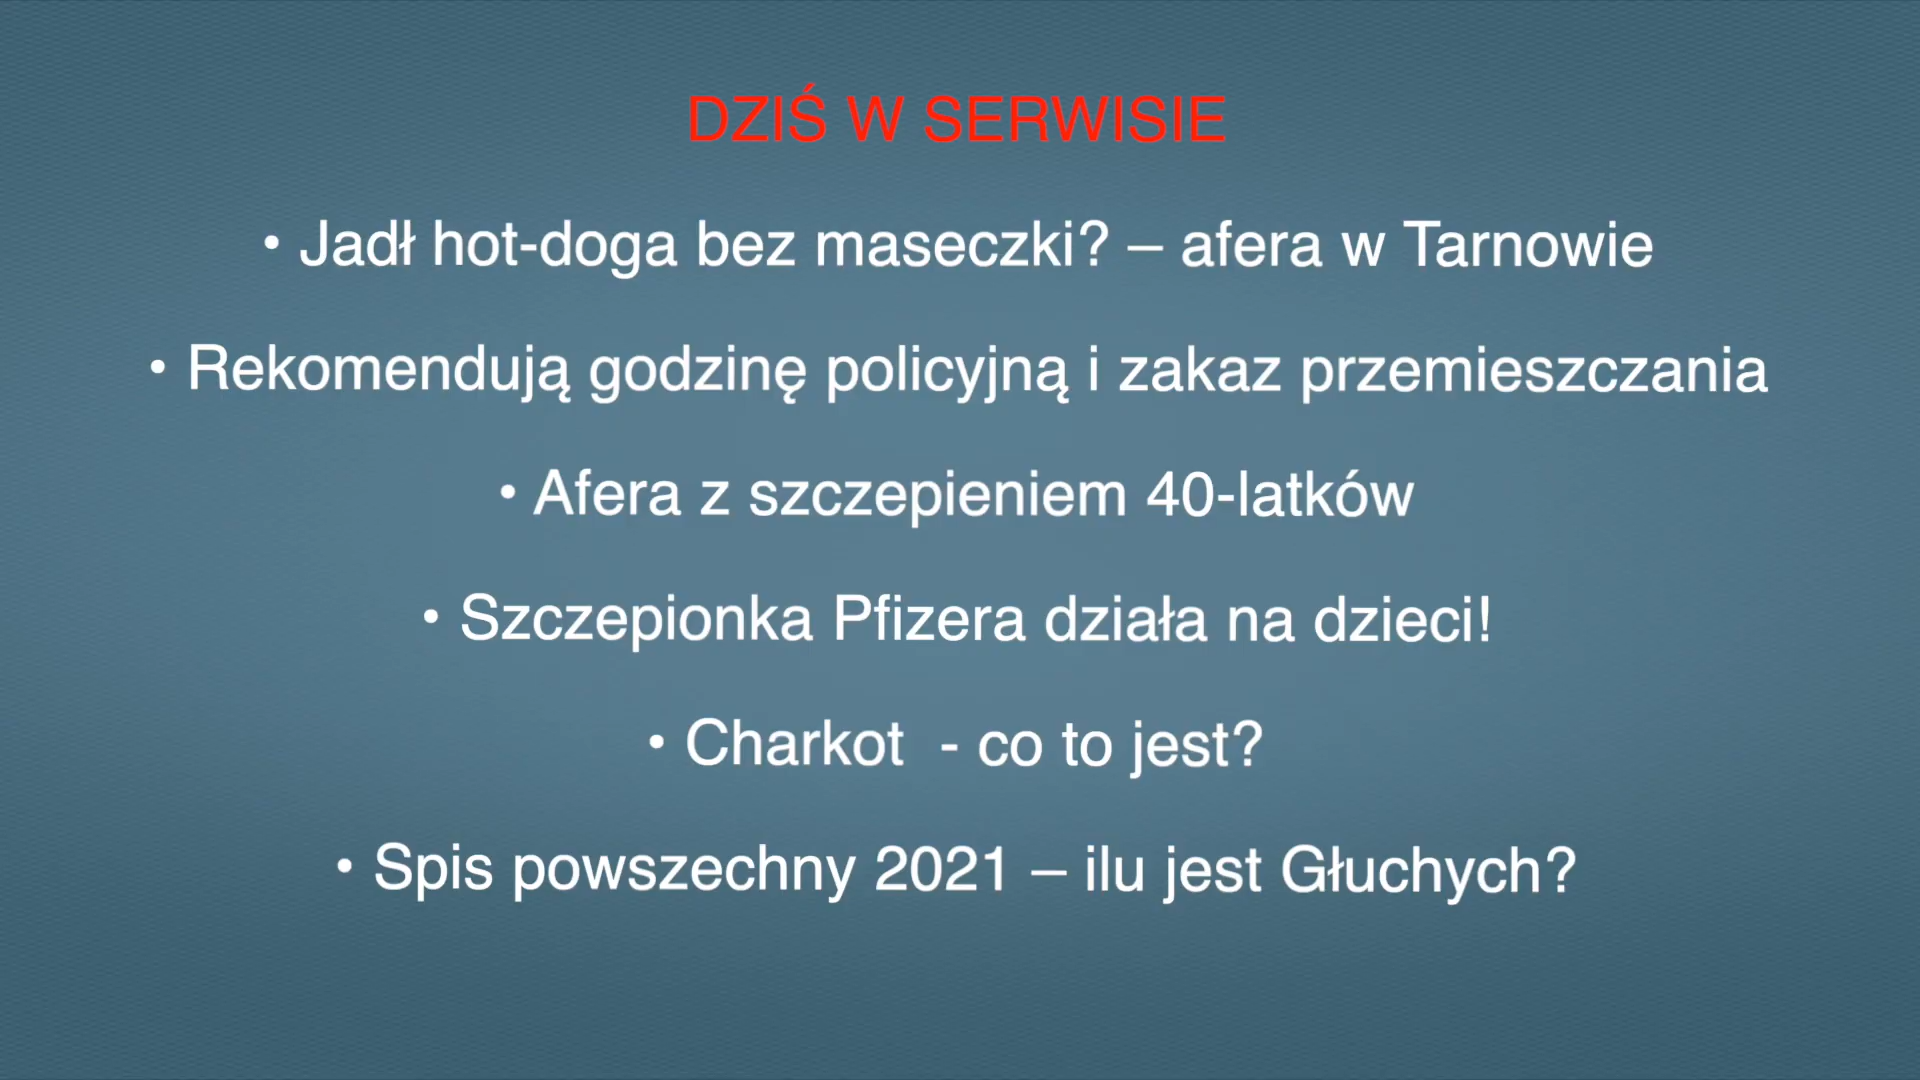 DZIŚ W SERWISIE
• Jadł hot-doga bez maseczki? – afera w Tarnowie
• Rekomendują godzinę policyjną i zakaz przemieszczania
• Afera z szczepieniem 40-latków
• Szczepionka Pfizera działa na dzieci!
• Charkot  - co to jest?
• Spis powszechny 2021 – ilu jest Głuchych?